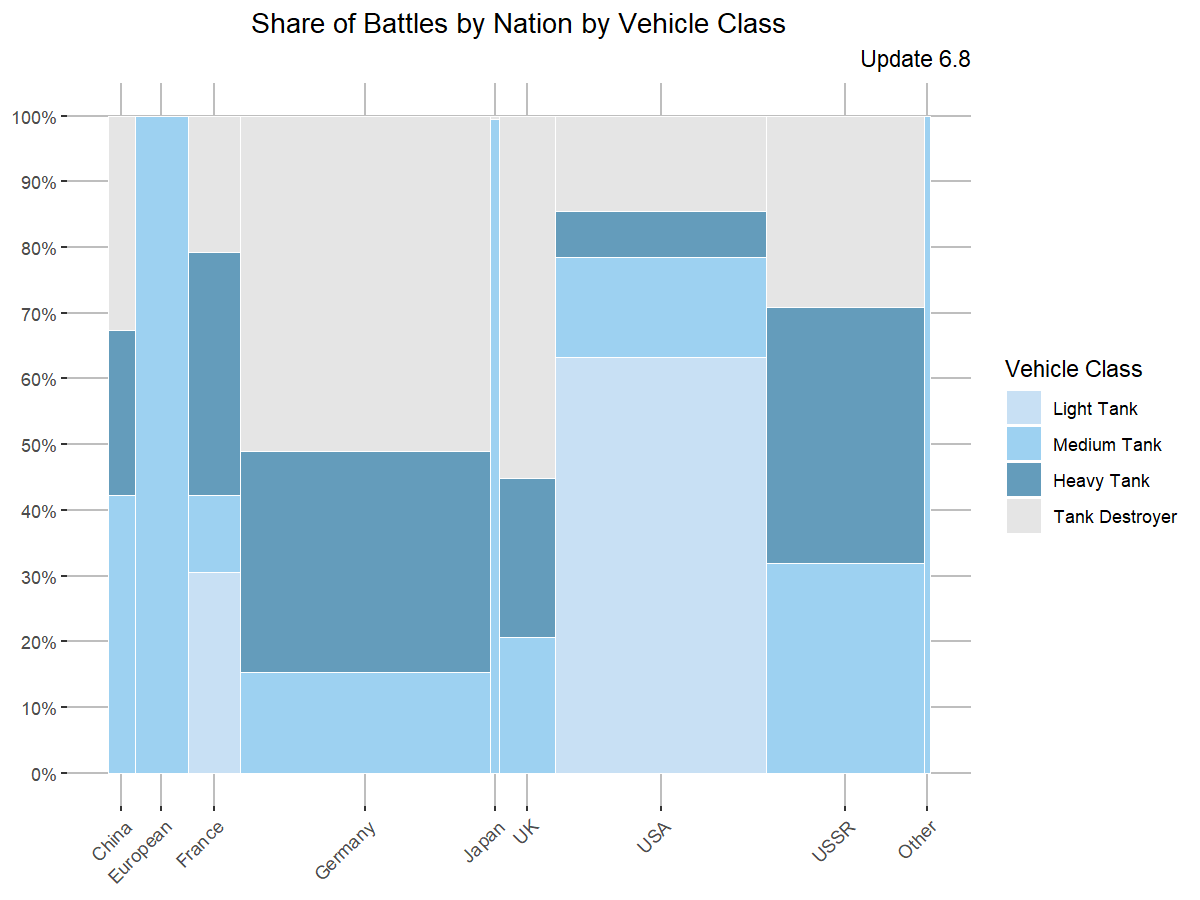 Share of Battles by Nation by Vehicle Class
Update 6.8
100%
90%
80%
70%
60%
50%
40%
30%
20%
10%
0%
China
European
France
Germany
Japan
UK
USA
USSR
Other
Vehicle Class
Light Tank
Medium Tank
Heavy Tank
Tank Destroyer